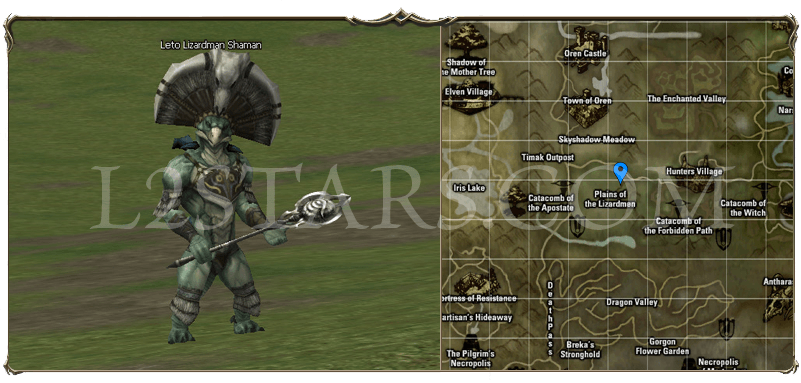 Leto Lizardman Shaman
L2STARS.COM
Oren Castle
Shadow of
the Mother Tree
Elven Village
Town of Oren
The Enchanted Valley
Skyshadow Meadow
Timak Outpost
Hunters Village
Iris Lake
Catacomb of
the Apostate
Plains of
the Lizardmen
Catacomb of
the Witch
Catacomb of
the Forbidden Path
Antharas
Fortress of Resistance
Death Pass
Dragon Valley
Partisan's Hideaway
The Pilgrim's
Necropolis
Breka's
Stronghold
Gorgon
Flower Garden
Necropolis